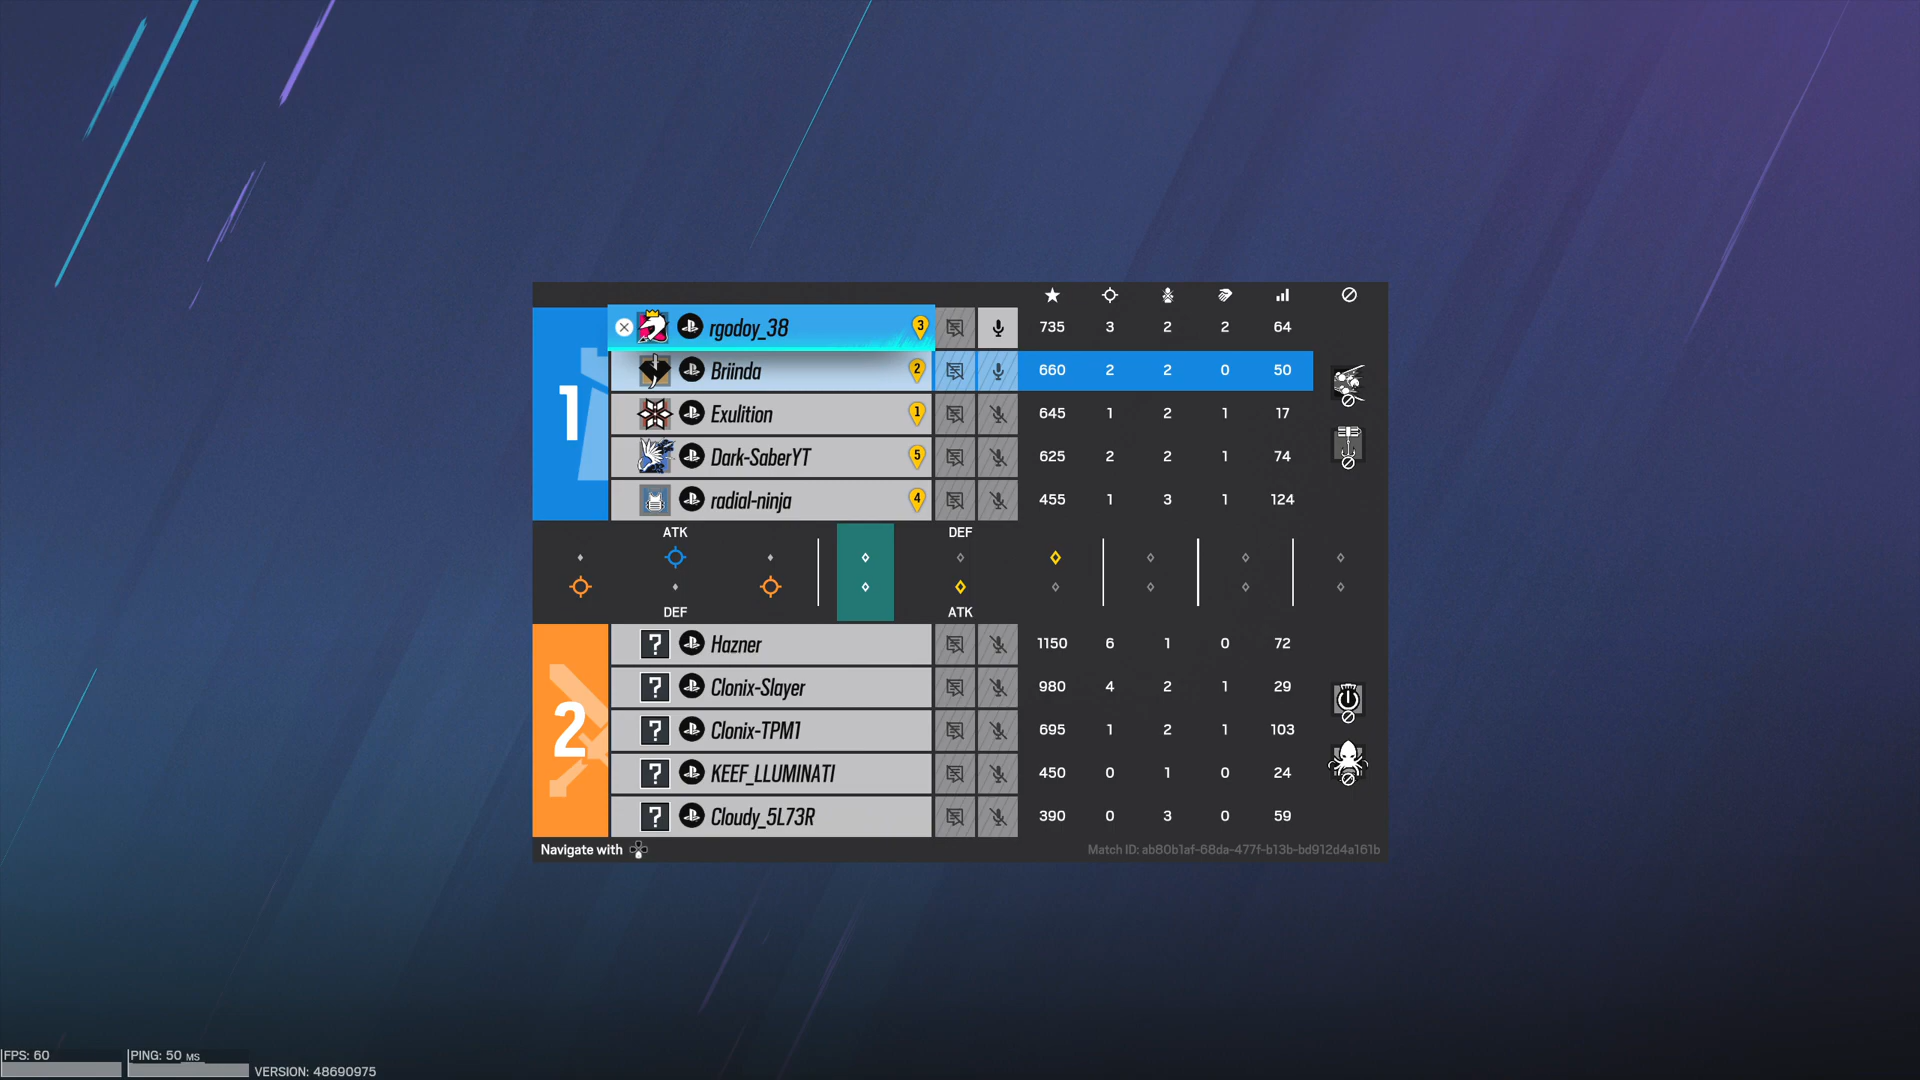 rgodoy_38 3 735 3 2 2 64
1
Briinda 2 660 2 2 0 50
Exulition 1 645 1 2 1 17
Dark-SaberYT 5 625 2 2 1 74
radial-ninja 4 455 1 3 1 124
ATK DEF
DEF ATK
2
? Hazner 1150 6 1 0 72
? Clonix-Slayer 980 4 2 1 29
? Clonix-TPM1 695 1 2 1 103
? KEEF_LLUMINATI 450 0 1 0 24
? Cloudy_5L73R 390 0 3 0 59
Navigate with Match ID: ab80b1af-68da-477f-b13b-bd912d4a161b
FPS: 60 PING: 50 MS VERSION: 48690975